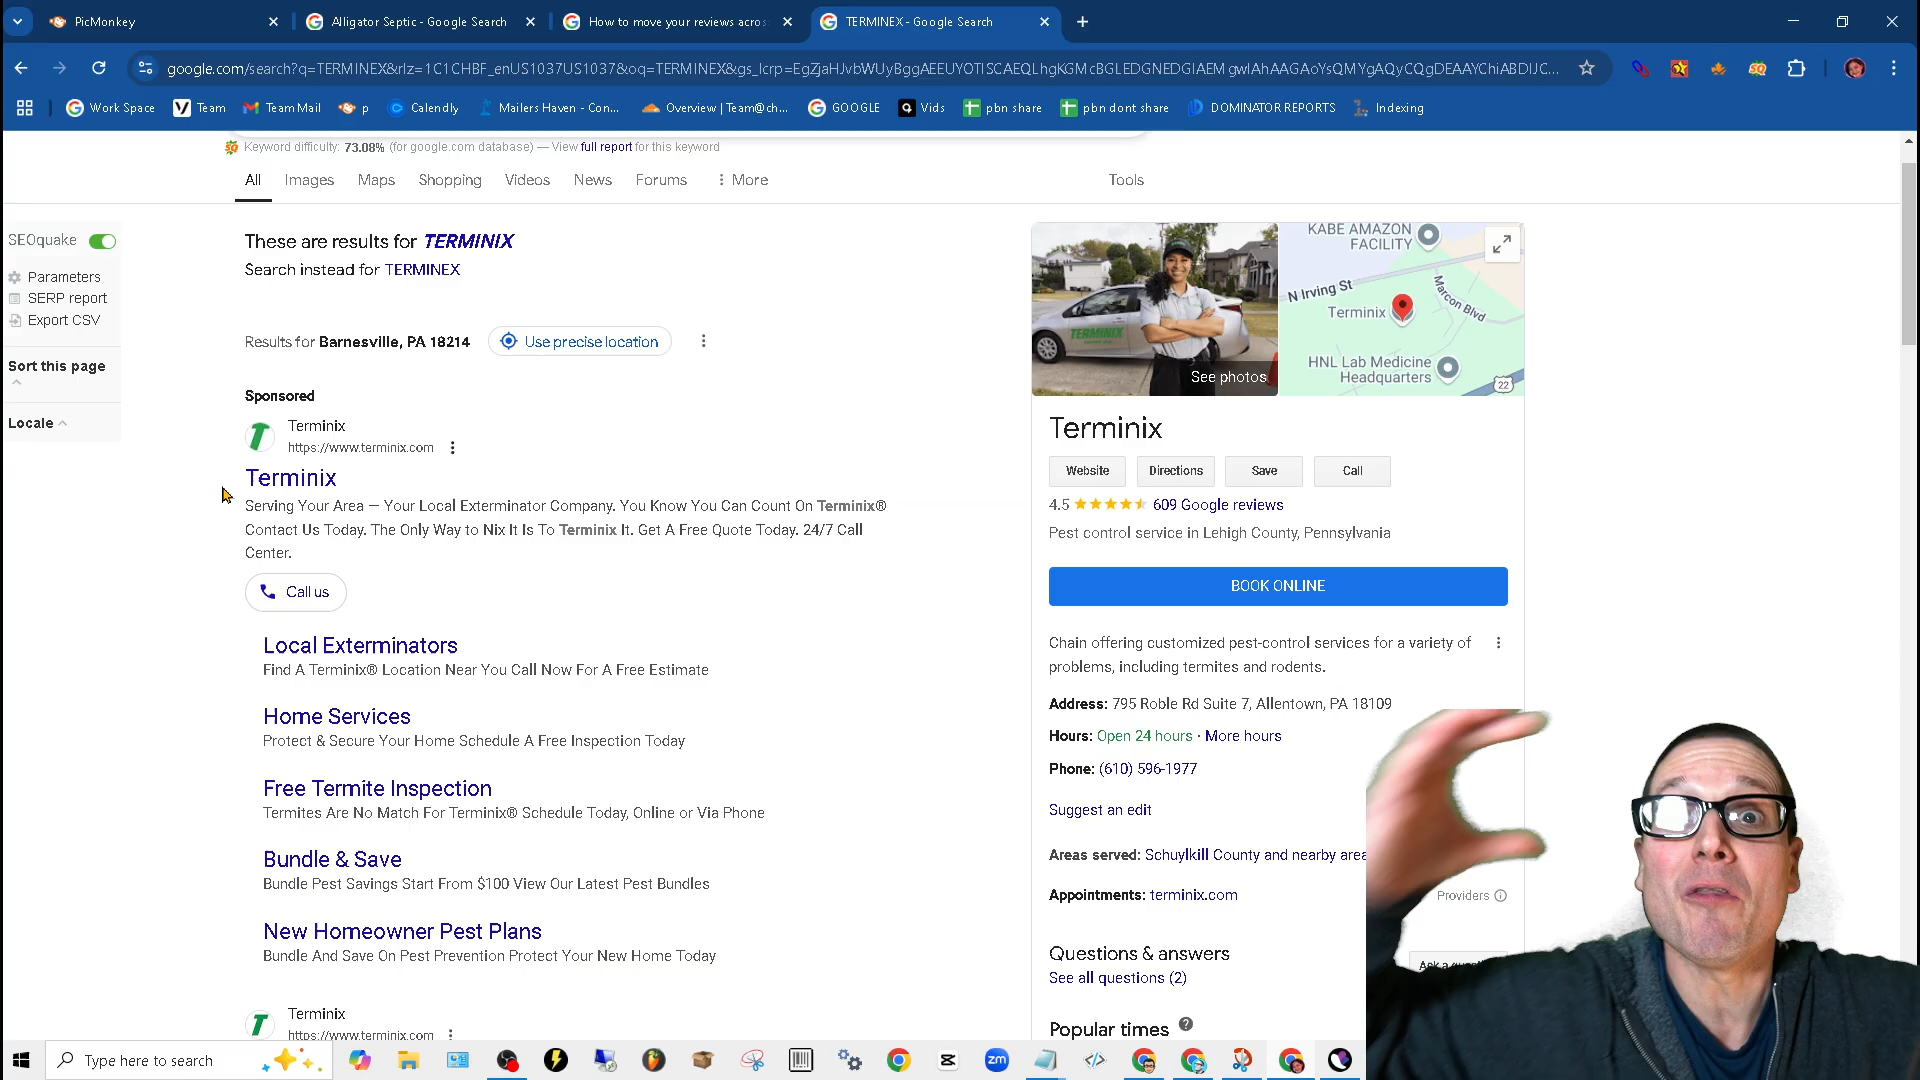 PicMonkey
Alligator Septic - Google Search
How to move your reviews acros
TERMINEX - Google Search
google.com/search?q=TERMINEX&rlz=1C1CHBF_enUS1037US1037&oq=TERMINEX&gs_lcrp=
Work Space
Team
Team Mail
p
Calendly
Mailers Haven - Con...
Overview | Team@ch...
GOOGLE
Vids
pbn share
pbn dont share
DOMINATOR REPORTS
Indexing
Keyword difficulty: 73.08% (for google.com database) — View full report for this keyword
All
Images
Maps
Shopping
Videos
News
Forums
More
Tools
SEOquake
Parameters
SERP report
Export CSV
Sort this page
Locale
These are results for TERMINIX
Search instead for TERMINEX
Results for Barnesville, PA 18214
Use precise location
Sponsored
Terminix
https://www.terminix.com
Terminix
Serving Your Area — Your Local Exterminator Company. You Know You Can Count On Terminix®
Contact Us Today. The Only Way to Nix It Is To Terminix It. Get A Free Quote Today. 24/7 Call
Center.
Call us
Local Exterminators
Find A Terminix® Location Near You Call Now For A Free Estimate
Home Services
Protect & Secure Your Home Schedule A Free Inspection Today
Free Termite Inspection
Termites Are No Match For Terminix® Schedule Today, Online or Via Phone
Bundle & Save
Bundle Pest Savings Start From $100 View Our Latest Pest Bundles
New Homeowner Pest Plans
Bundle And Save On Pest Prevention Protect Your New Home Today
Terminix
https://www.terminix.com
TERMINIX
See photos
KABE AMAZON
FACILITY
N Irving St
Marcon Blvd
Terminix
HNL Lab Medicine
Headquarters
22
Terminix
Website
Directions
Save
Call
4.5
609 Google reviews
Pest control service in Lehigh County, Pennsylvania
BOOK ONLINE
Chain offering customized pest-control services for a variety of
problems, including termites and rodents.
Address: 795 Roble Rd Suite 7, Allentown, PA 18109
Hours: Open 24 hours · More hours
Phone: (610) 596-1977
Suggest an edit
Areas served: Schuylkill County and nearby area
Appointments: terminix.com
Providers
Questions & answers
See all questions (2)
Ask a
Popular times
Type here to search
zm